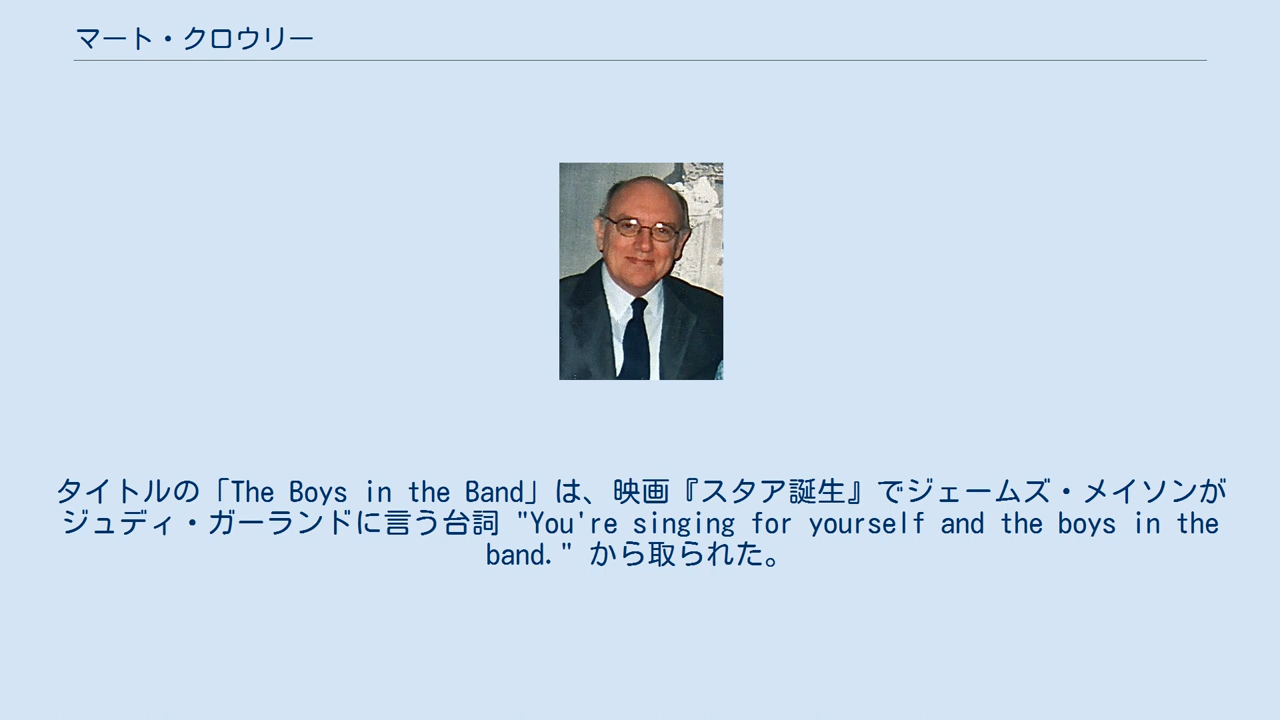 マート・クロウリー
タイトルの「The Boys in the Band」は、映画『スタア誕生』でジェームズ・メイソンが
ジュディ・ガーランドに言う台詞 "You're singing for yourself and the boys in the
band." から取られた。